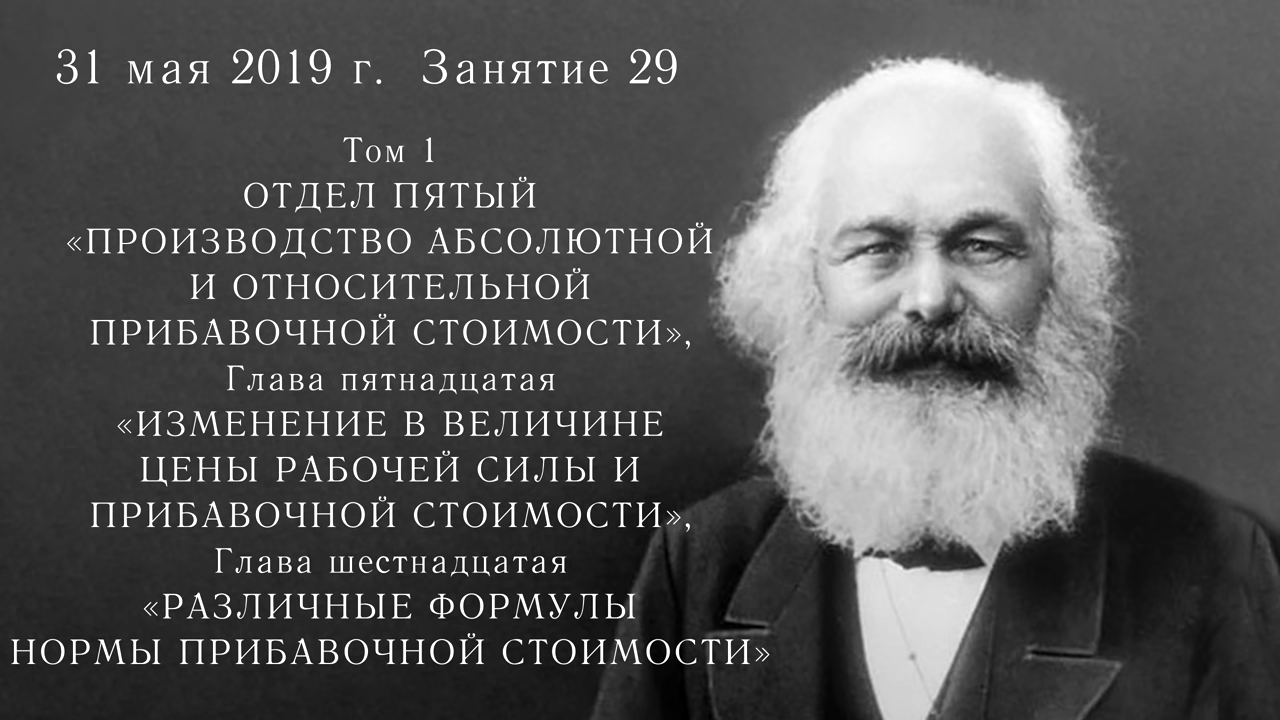 31 мая 2019 г. Занятие 29
Том 1
ОТДЕЛ ПЯТЫЙ
«ПРОИЗВОДСТВО АБСОЛЮТНОЙ
И ОТНОСИТЕЛЬНОЙ
ПРИБАВОЧНОЙ СТОИМОСТИ»,
Глава пятнадцатая
«ИЗМЕНЕНИЕ В ВЕЛИЧИНЕ
ЦЕНЫ РАБОЧЕЙ СИЛЫ И
ПРИБАВОЧНОЙ СТОИМОСТИ»,
Глава шестнадцатая
«РАЗЛИЧНЫЕ ФОРМУЛЫ
НОРМЫ ПРИБАВОЧНОЙ СТОИМОСТИ»